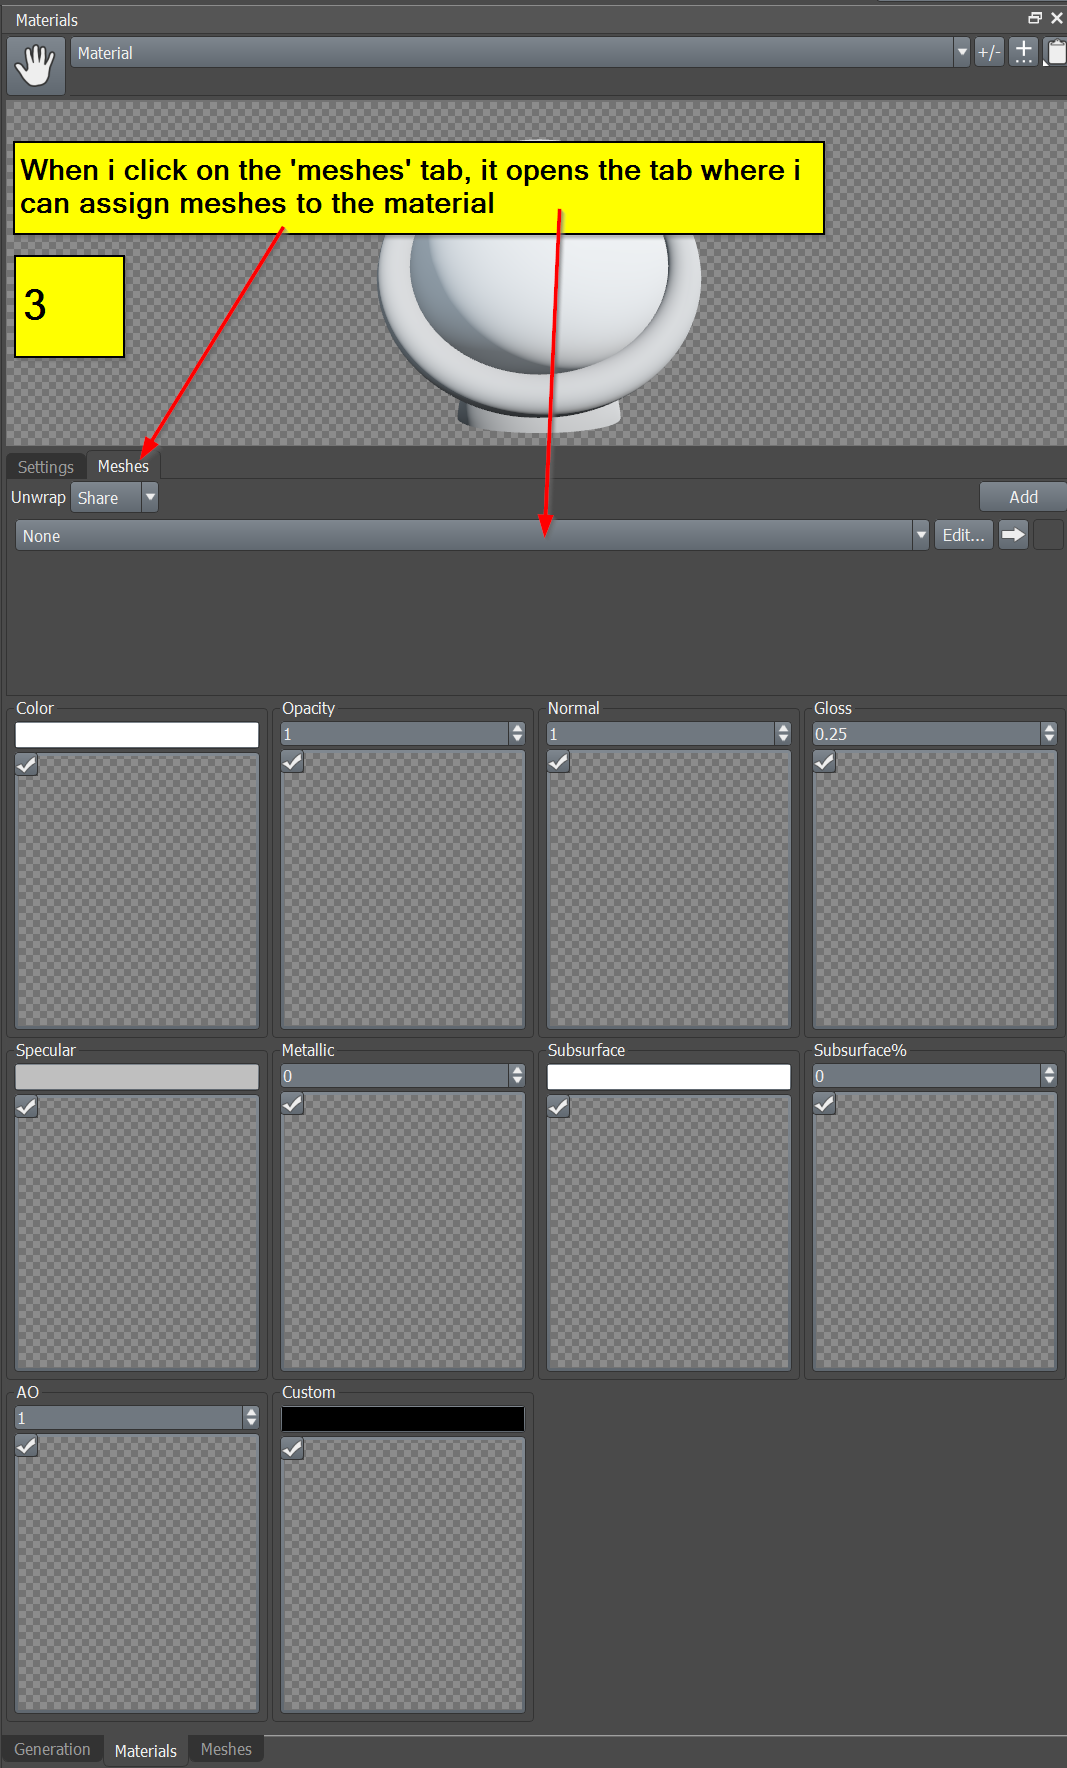 Materials
Material
+/-
When i click on the 'meshes' tab, it opens the tab where i
can assign meshes to the material
3
Settings Meshes
Unwrap Share Add
None Edit...
Color Opacity Normal Gloss
1 1 0.25
Specular Metallic Subsurface Subsurface%
0 0
AO Custom
1
Generation Materials Meshes